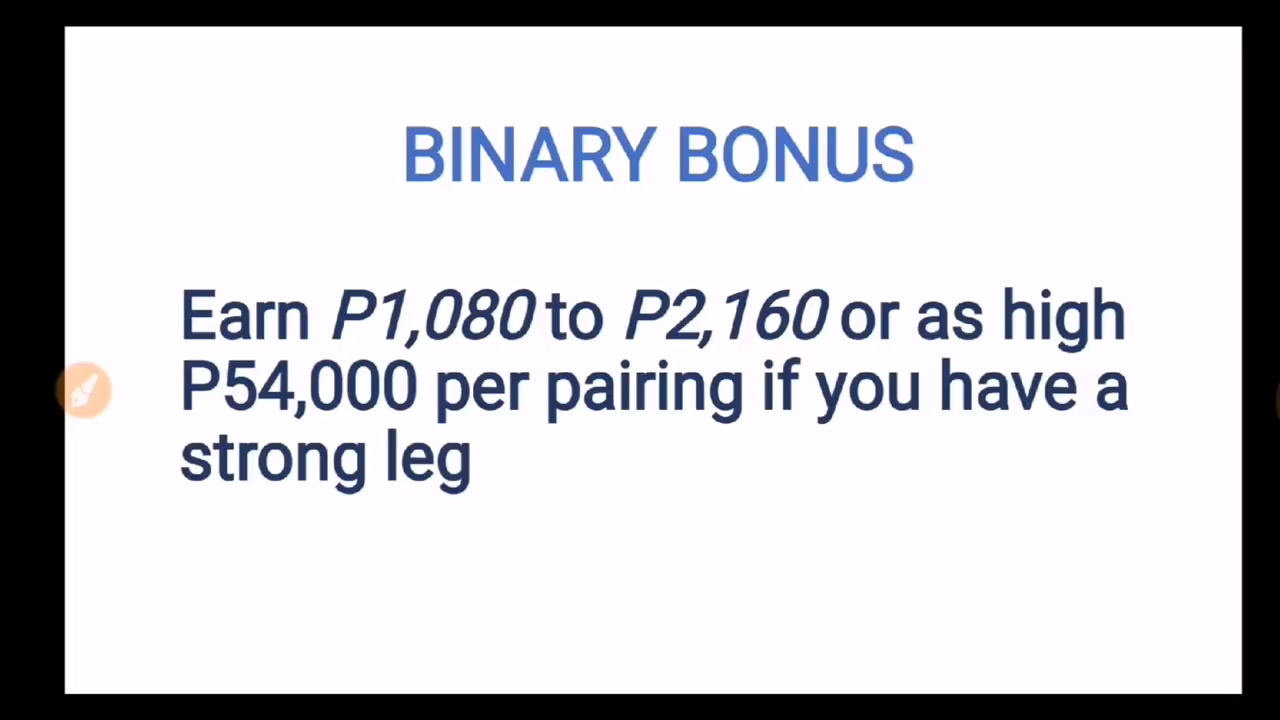 BINARY BONUS
Earn P1,080 to P2,160 or as high
P54,000 per pairing if you have a
strong leg